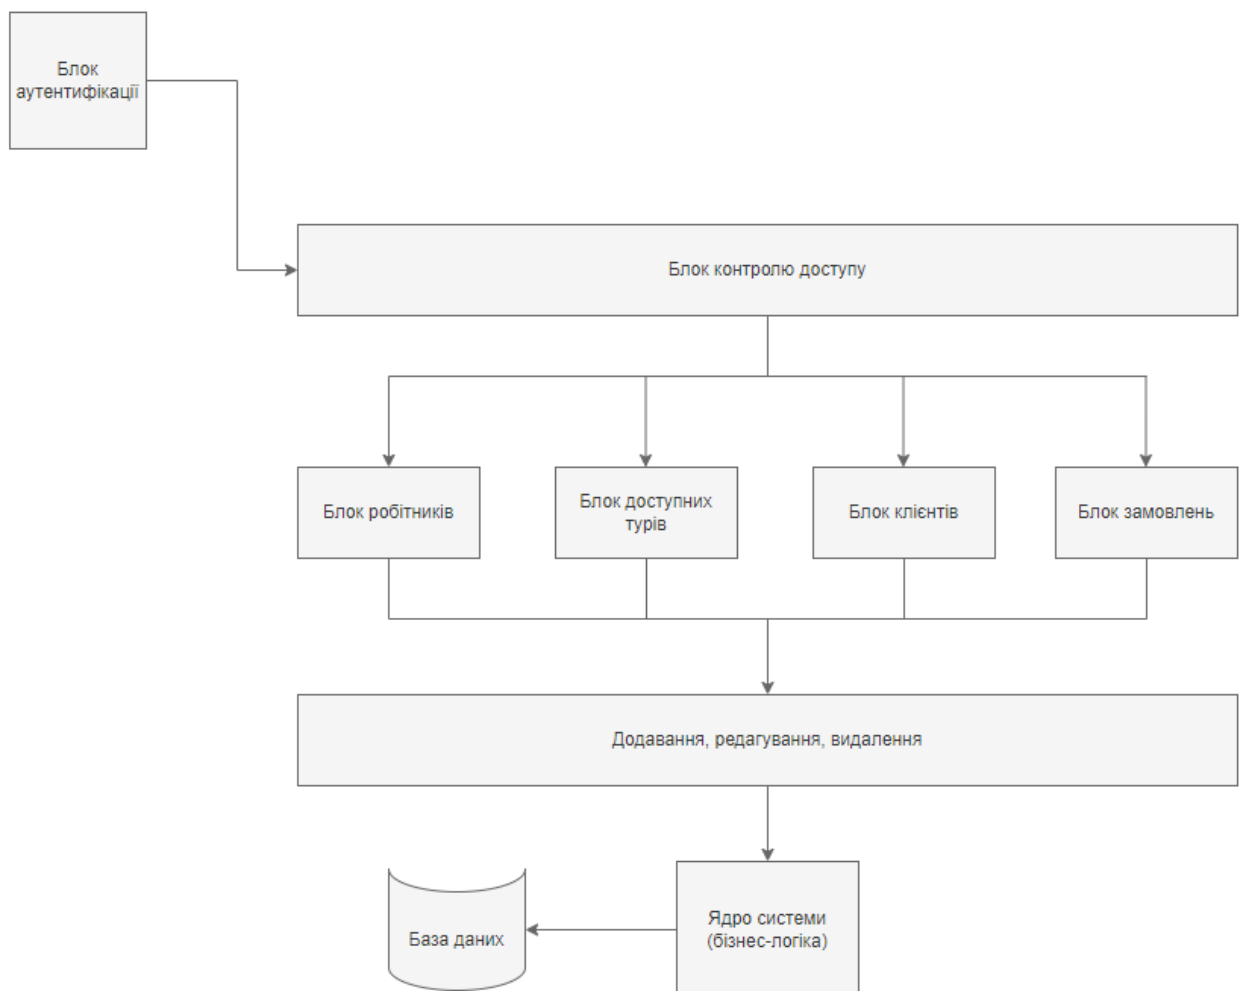 Блок
аутентифікації
Блок контролю доступу
Блок робітників
Блок доступних
турів
Блок клієнтів
Блок замовлень
Додавання, редагування, видалення
База даних
Ядро системи
(бізнес-логіка)